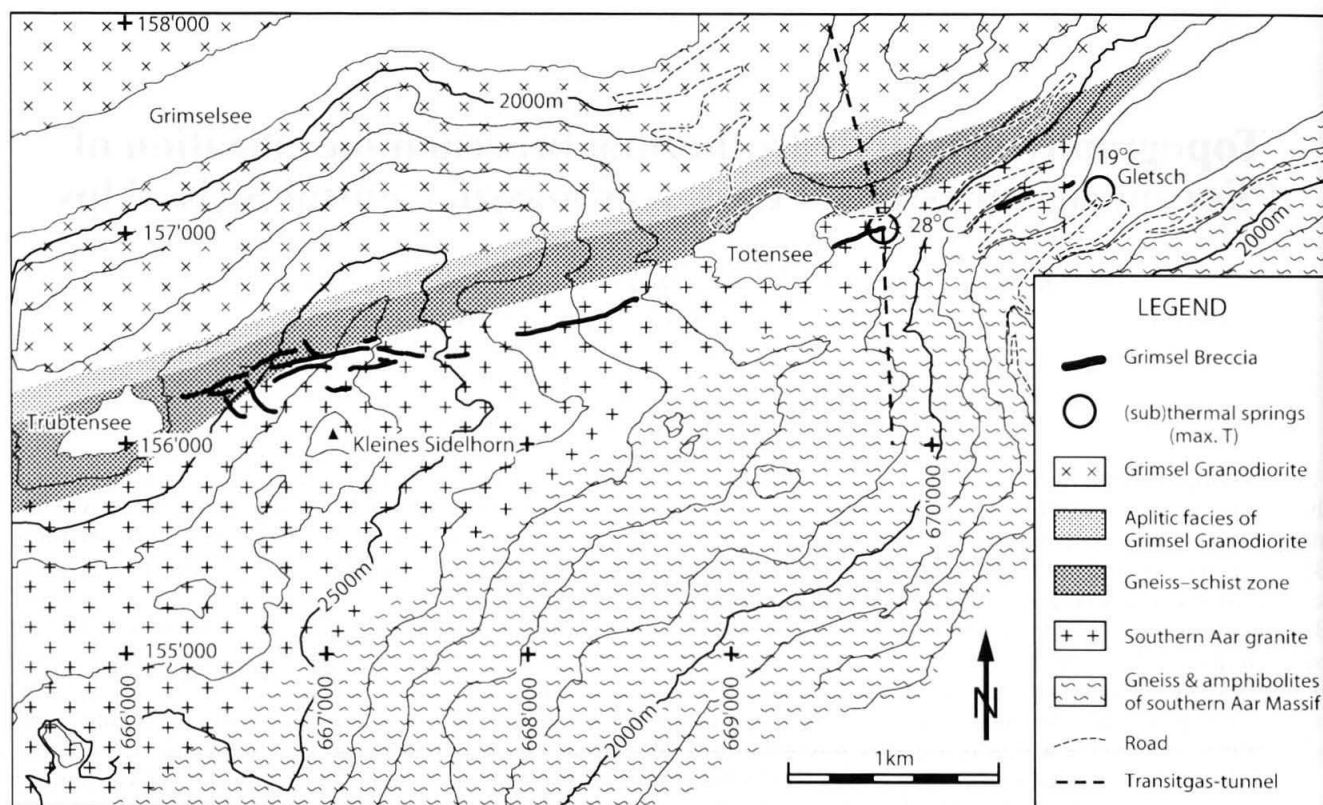 158'000
2000m
Grimselsee
19°C
Gletsch
157'000
28°C
Totensee
2000m
Trübtensee
156'000
Kleines Sidelhorn
670'000
2500m
155'000
666'000
667'000
668'000
2000m
669'000
N
1km
LEGEND
Grimsel Breccia
(sub)thermal springs
(max. T)
Grimsel Granodiorite
Aplitic facies of
Grimsel Granodiorite
Gneiss–schist zone
Southern Aar granite
Gneiss & amphibolites
of southern Aar Massif
Road
Transitgas-tunnel